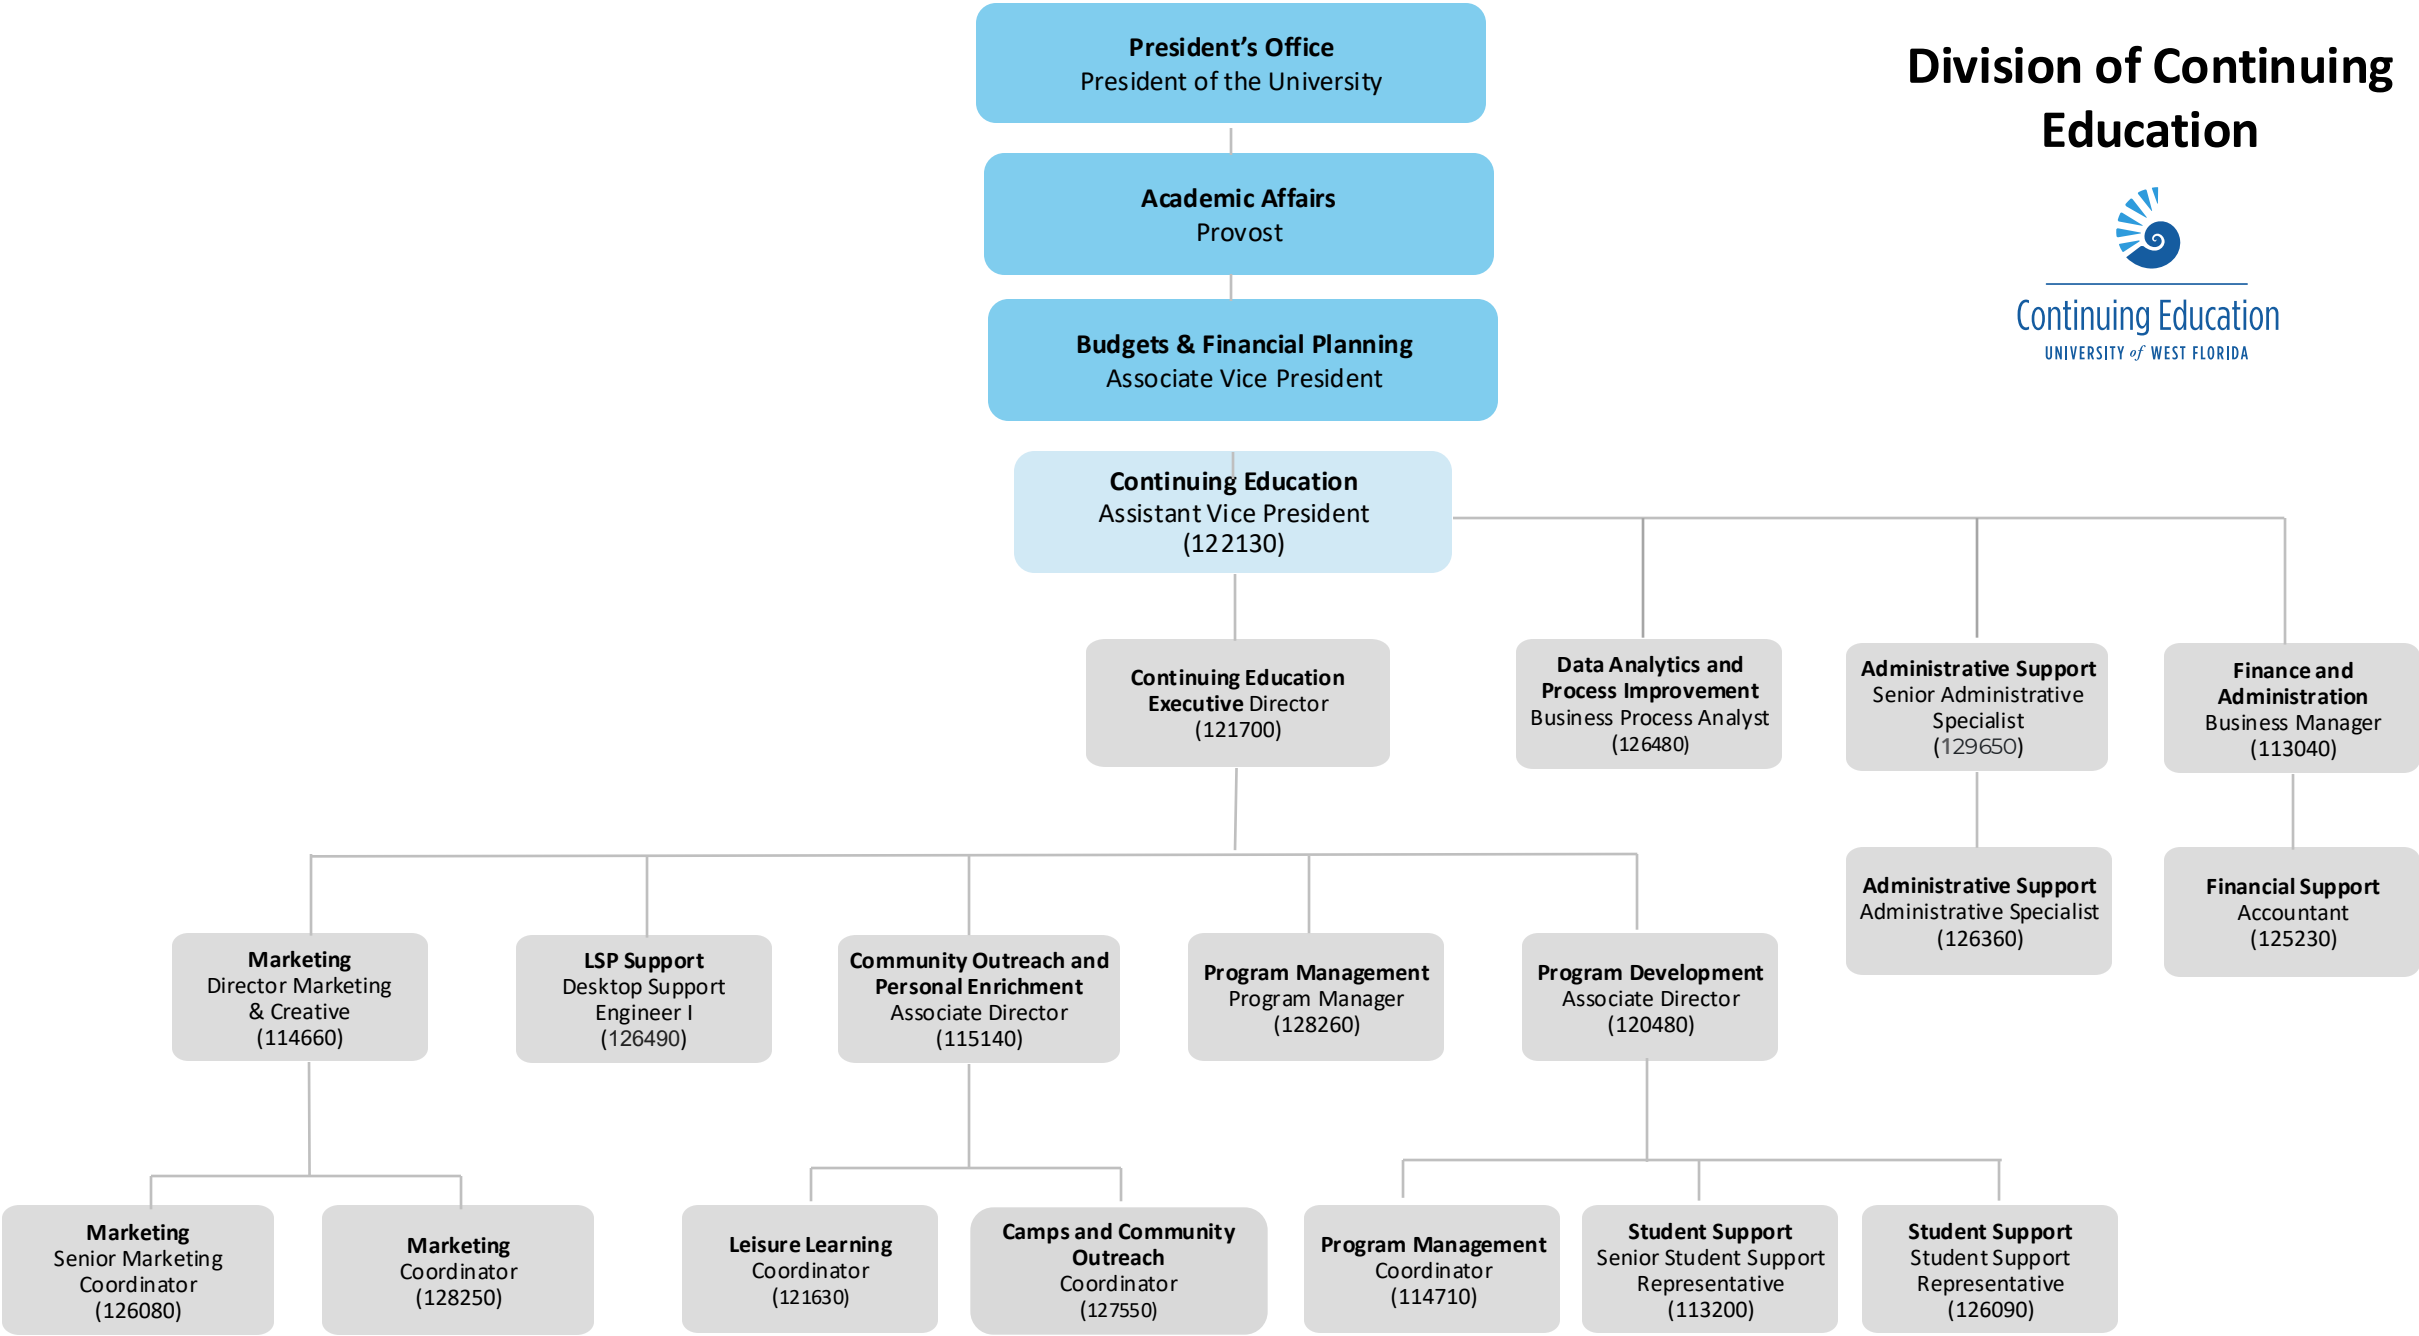 President’s Office
President of the University
Division of Continuing
Education
Academic Affairs
Provost
Continuing Education
UNIVERSITY of WEST FLORIDA
Budgets & Financial Planning
Associate Vice President
Continuing Education
Assistant Vice President
(122130)
Continuing Education
Executive Director
(121700)
Data Analytics and
Process Improvement
Business Process Analyst
(126480)
Administrative Support
Senior Administrative
Specialist
(129650)
Finance and
Administration
Business Manager
(113040)
Administrative Support
Administrative Specialist
(126360)
Financial Support
Accountant
(125230)
Marketing
Director Marketing
& Creative
(114660)
LSP Support
Desktop Support
Engineer I
(126490)
Community Outreach and
Personal Enrichment
Associate Director
(115140)
Program Management
Program Manager
(128260)
Program Development
Associate Director
(120480)
Marketing
Senior Marketing
Coordinator
(126080)
Marketing
Coordinator
(128250)
Leisure Learning
Coordinator
(121630)
Camps and Community
Outreach
Coordinator
(127550)
Program Management
Coordinator
(114710)
Student Support
Senior Student Support
Representative
(113200)
Student Support
Student Support
Representative
(126090)